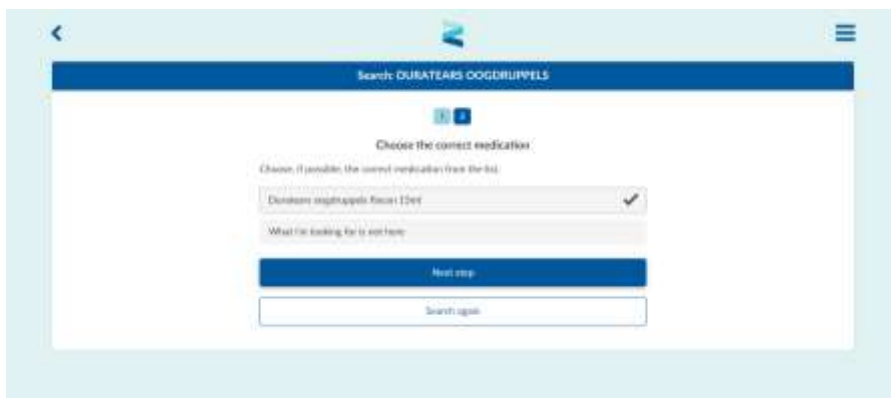 Search: DURATEARS OOGDRUPPELS
1 2
Choose the correct medication
Choose, if possible, the correct medication from the list.
Duratears oogdruppels flacon 15ml
What I'm looking for is not here
Next step
Search again